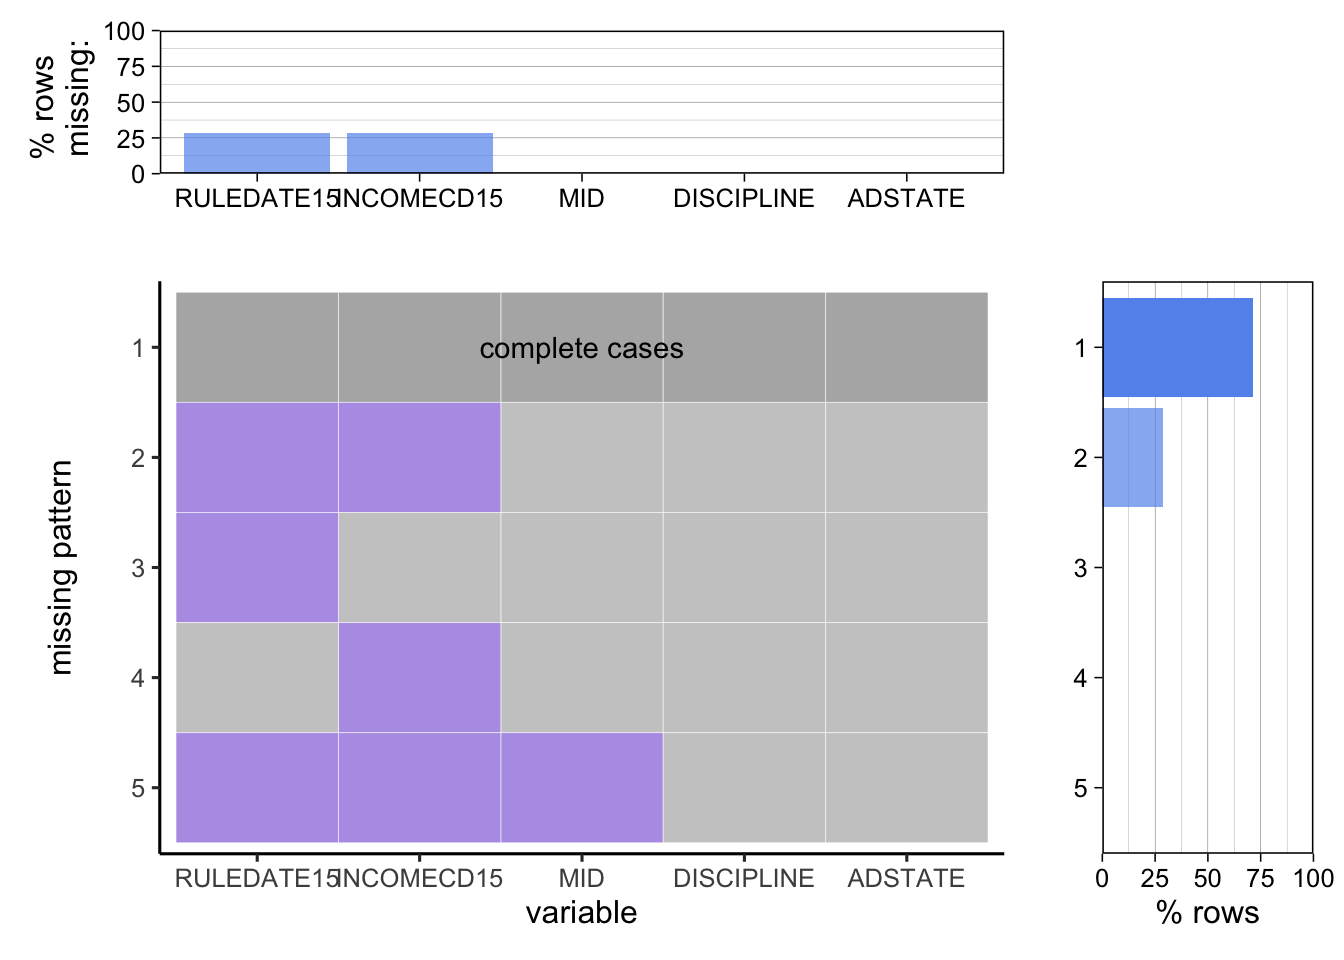 % rows
missing:
100
75
50
25
0
RULEDATE15 INCOMECD15 MID DISCIPLINE ADSTATE
missing pattern
1
2
3
4
5
complete cases
RULEDATE15 INCOMECD15 MID DISCIPLINE ADSTATE
variable
1
2
3
4
5
0 25 50 75 100
% rows